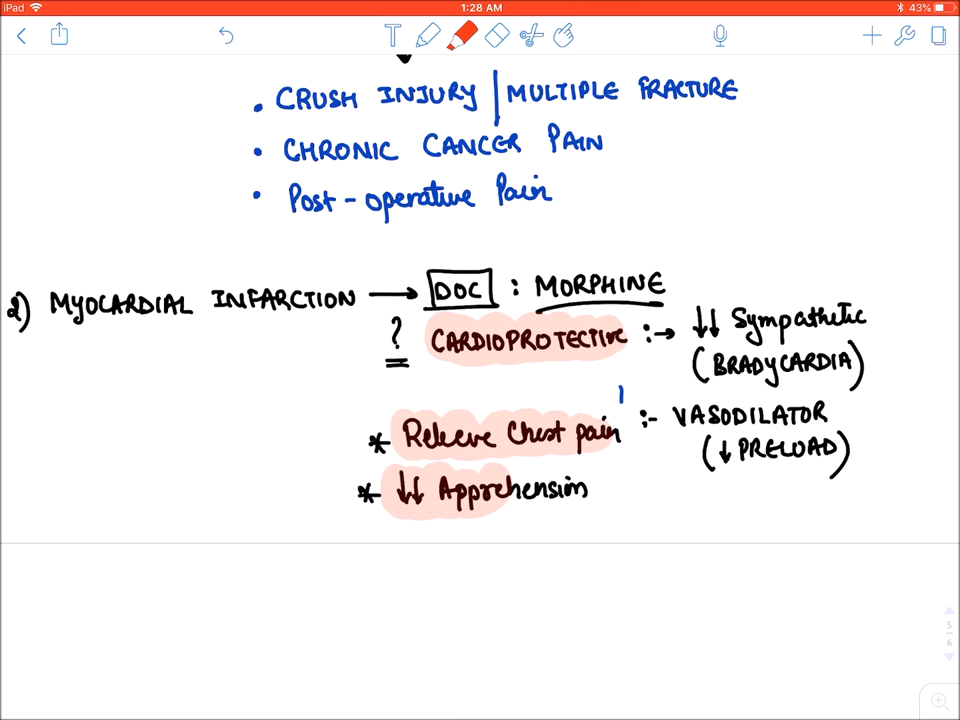 iPad 1:28 AM 43%
T
• CRUSH INJURY | MULTIPLE FRACTURE
• CHRONIC CANCER PAIN
• Post-operative Pain
2) MYOCARDIAL INFARCTION → DOC : MORPHINE
? CARDIOPROTECTIVE :→ ↓↓ Sympathetic
(BRADYCARDIA)
* Relieve Chest pain :- VASODILATOR
(↓ PRELOAD)
* ↓↓ Apprehension
5
6